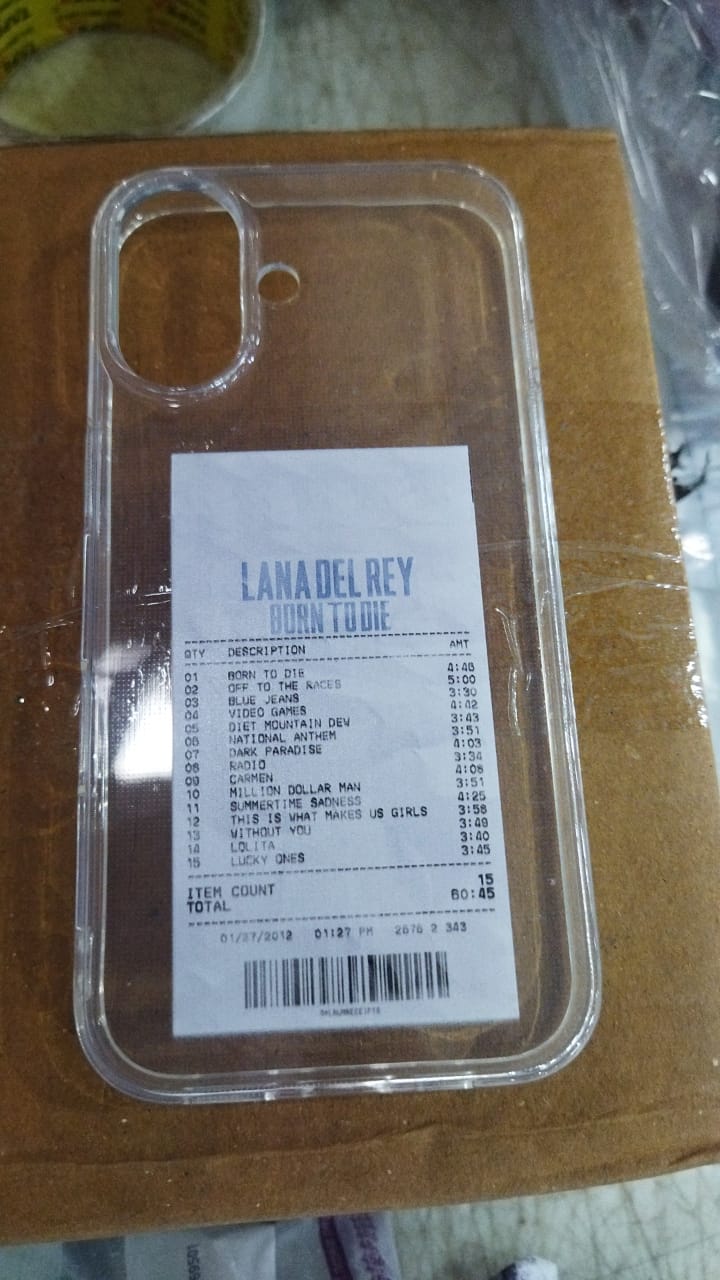 LANA DEL REY
BORN TO DIE
QTY DESCRIPTION AMT
01 BORN TO DIE 4:46
02 OFF TO THE RACES 5:00
03 BLUE JEANS 3:30
04 VIDEO GAMES 4:42
05 DIET MOUNTAIN DEW 3:43
06 NATIONAL ANTHEM 3:51
07 DARK PARADISE 4:03
08 RADIO 3:34
09 CARMEN 4:08
10 MILLION DOLLAR MAN 3:51
11 SUMMERTIME SADNESS 4:25
12 THIS IS WHAT MAKES US GIRLS 3:58
13 WITHOUT YOU 3:49
14 LOLITA 3:40
15 LUCKY ONES 3:45
ITEM COUNT 15
TOTAL 60:45
01/27/2012 01:27 PM 2676 2 343